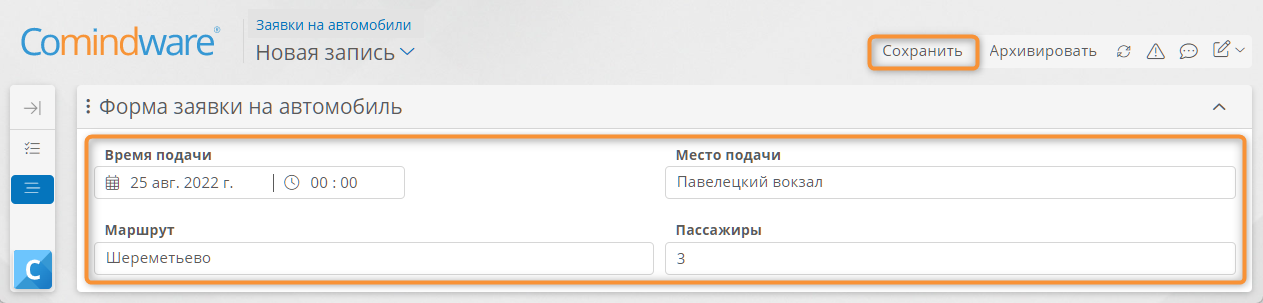 Comindware®
Заявки на автомобили
Новая запись
Сохранить Архивировать
Форма заявки на автомобиль
Время подачи Место подачи
25 авг. 2022 г. 00 : 00 Павелецкий вокзал
Маршрут Пассажиры
Шереметьево 3
C